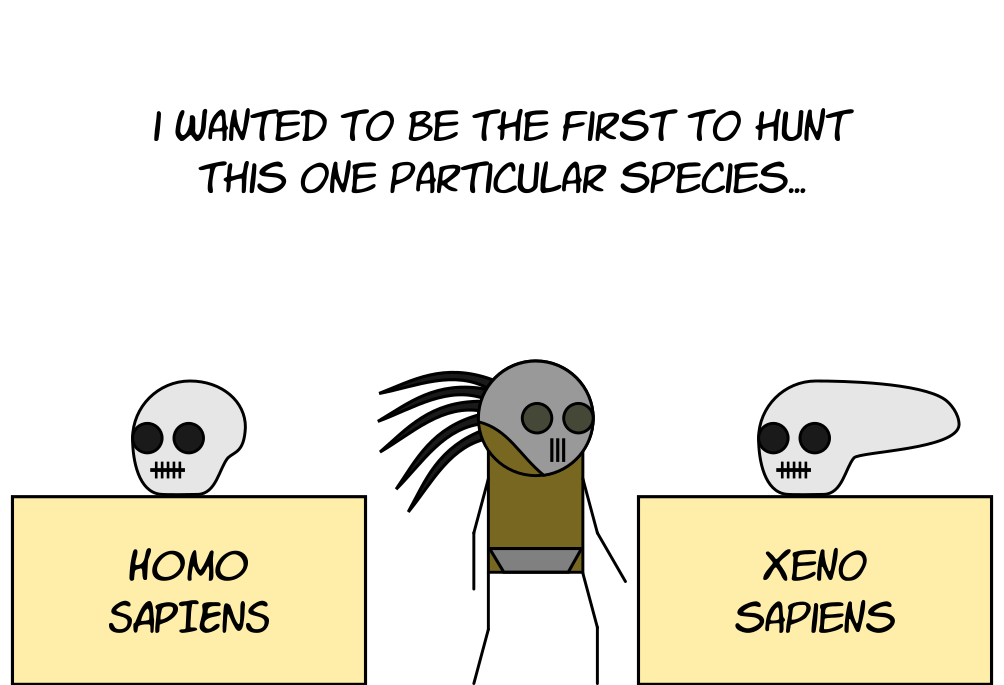 I WANTED TO BE THE FIRST TO HUNT
THIS ONE PARTICULAR SPECIES...
HOMO
SAPIENS
XENO
SAPIENS